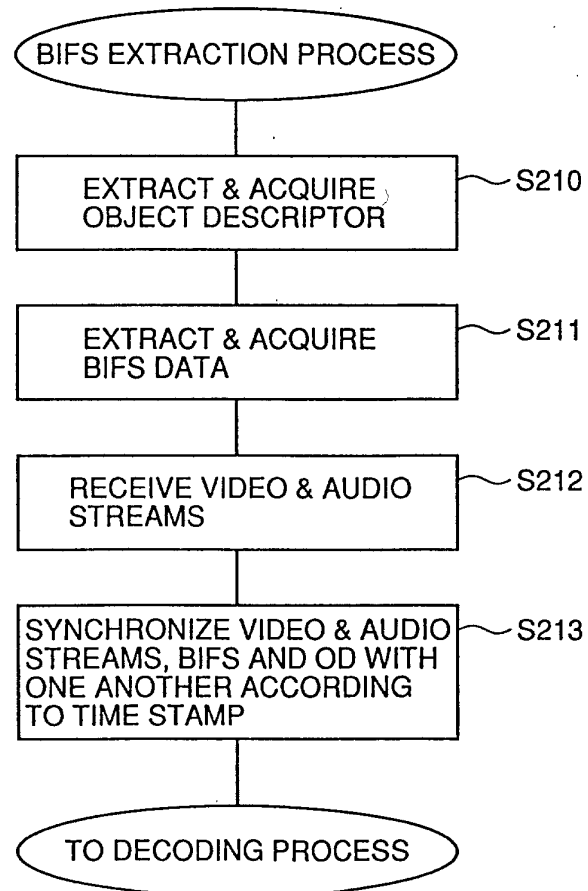 BIFS EXTRACTION PROCESS
EXTRACT & ACQUIRE
OBJECT DESCRIPTOR
S210
EXTRACT & ACQUIRE
BIFS DATA
S211
RECEIVE VIDEO & AUDIO
STREAMS
S212
SYNCHRONIZE VIDEO & AUDIO
STREAMS, BIFS AND OD WITH
ONE ANOTHER ACCORDING
TO TIME STAMP
S213
TO DECODING PROCESS